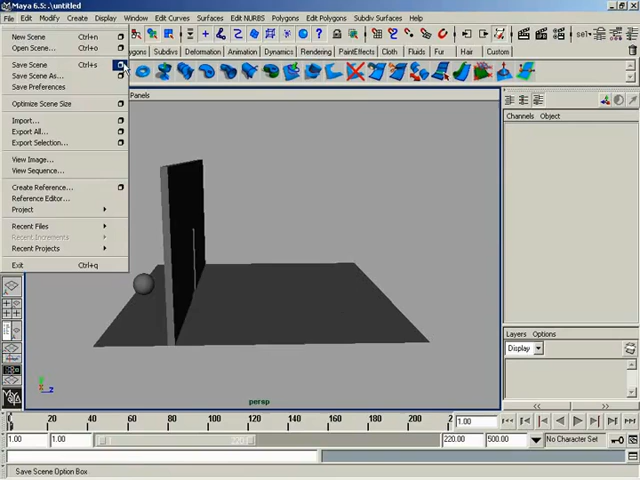 Maya 6.5: .\untitled
File Edit Modify Create Display Window Edit Curves Surfaces Edit NURBS Polygons Edit Polygons Subdiv Surfaces Help
New Scene Ctrl+n
Open Scene... Ctrl+o
Save Scene Ctrl+s
Save Scene As...
Save Preferences
Optimize Scene Size
Import...
Export All...
Export Selection...
View Image...
View Sequence...
Create Reference...
Reference Editor...
Project
Recent Files
Recent Increments
Recent Projects
Exit Ctrl+q
sel
Subdivs Deformation Animation Dynamics Rendering PaintEffects Cloth Fluids Fur Hair Custom
Panels
Channels Object
persp
Layers Options
Display
20 40 60 80 100 120 140 160 180 200 2
1.00
1.00 1.00 220 220.00 500.00 No Character Set
Save Scene Option Box